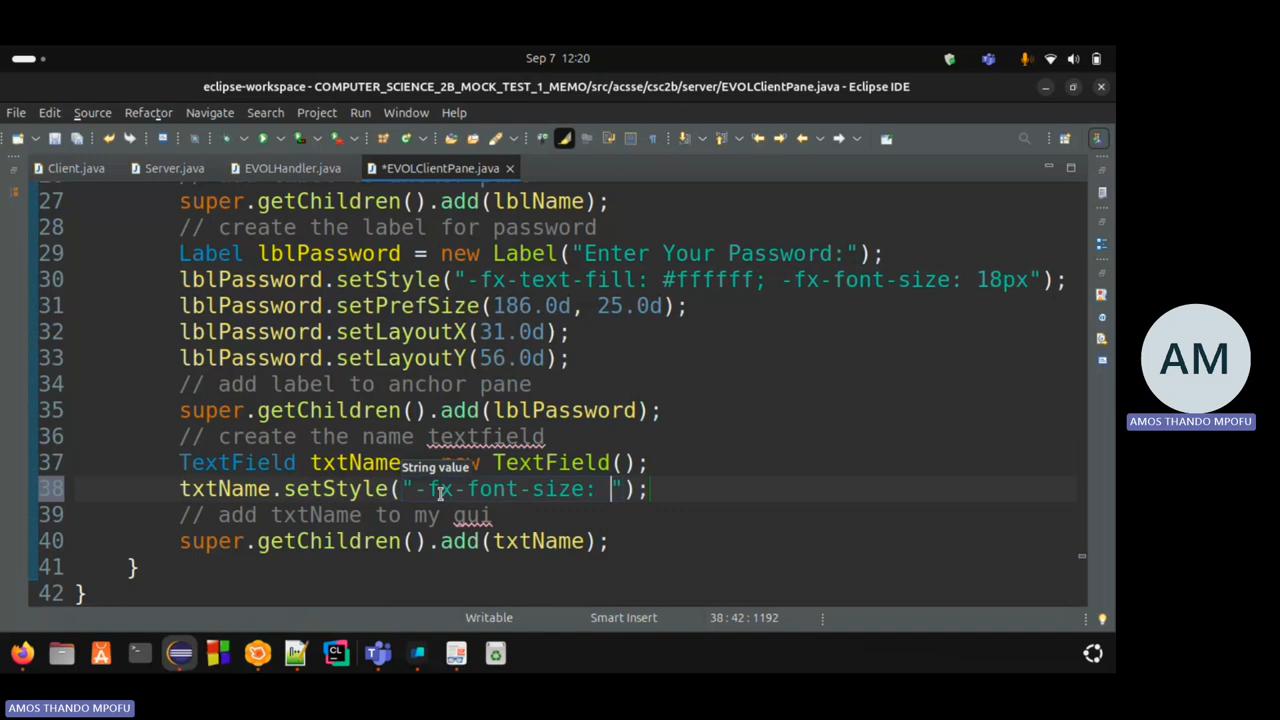 Sep 7 12:20
eclipse-workspace - COMPUTER_SCIENCE_2B_MOCK_TEST_1_MEMO/src/acsse/csc2b/server/EVOLClientPane.java - Eclipse IDE
File Edit Source Refactor Navigate Search Project Run Window Help
Client.java Server.java EVOLHandler.java *EVOLClientPane.java
27 super.getChildren().add(lblName);
28 // create the label for password
29 Label lblPassword = new Label("Enter Your Password:");
30 lblPassword.setStyle("-fx-text-fill: #ffffff; -fx-font-size: 18px");
31 lblPassword.setPrefSize(186.0d, 25.0d);
32 lblPassword.setLayoutX(31.0d);
33 lblPassword.setLayoutY(56.0d);
34 // add label to anchor pane
35 super.getChildren().add(lblPassword);
36 // create the name textfield
37 TextField txtName new TextField();
String value
38 txtName.setStyle("-fx-font-size: ");
39 // add txtName to my gui
40 super.getChildren().add(txtName);
41 }
42 }
Writable Smart Insert 38 : 42 : 1192
CL
AM
AMOS THANDO MPOFU
AMOS THANDO MPOFU